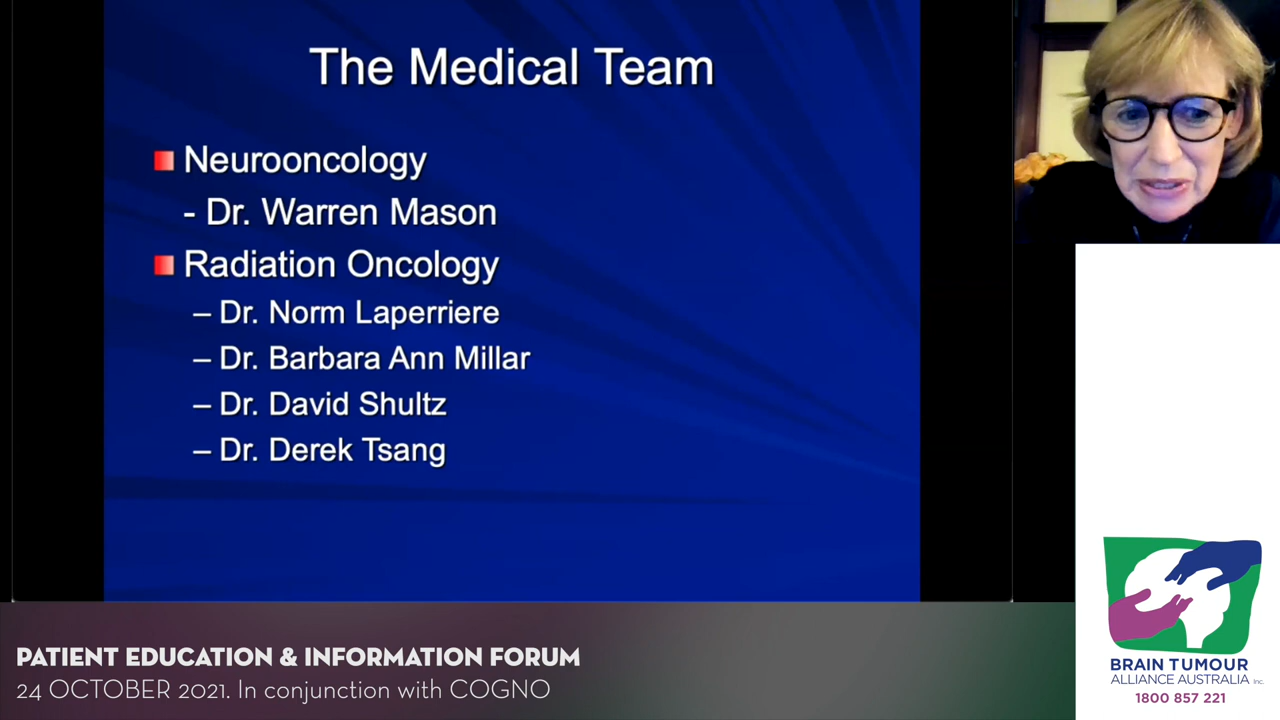 The Medical Team
Neurooncology
- Dr. Warren Mason
Radiation Oncology
– Dr. Norm Laperriere
– Dr. Barbara Ann Millar
– Dr. David Shultz
– Dr. Derek Tsang
PATIENT EDUCATION & INFORMATION FORUM
24 OCTOBER 2021. In conjunction with COGNO
BRAIN TUMOUR
ALLIANCE AUSTRALIA Inc.
1800 857 221